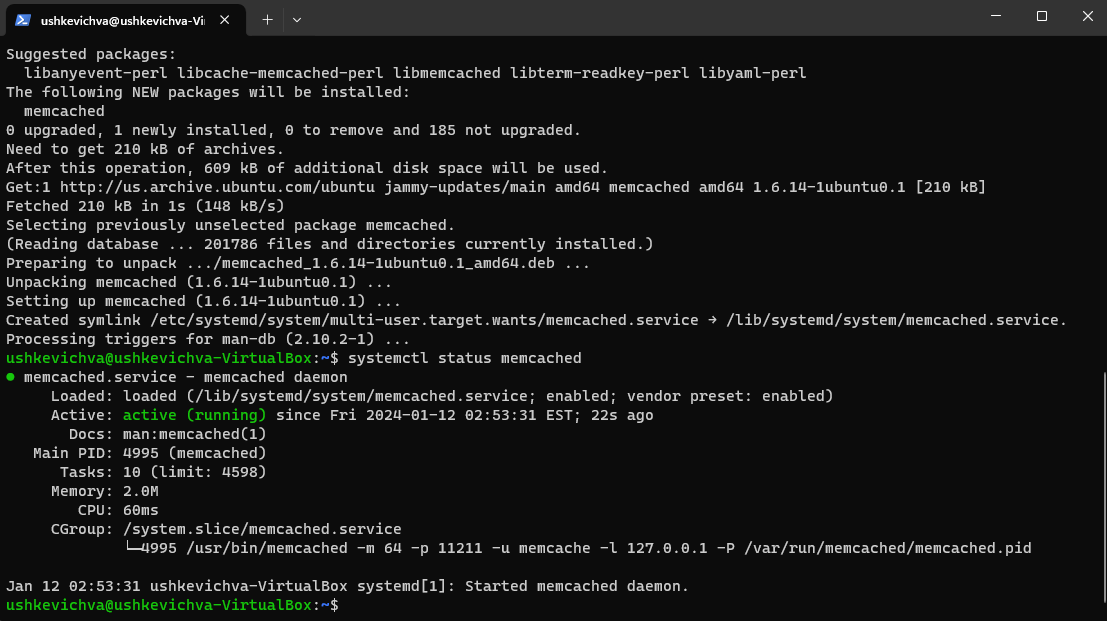 ushkevichva@ushkevichva-Vi
Suggested packages:
  libanyevent-perl libcache-memcached-perl libmemcached libterm-readkey-perl libyaml-perl
The following NEW packages will be installed:
  memcached
0 upgraded, 1 newly installed, 0 to remove and 185 not upgraded.
Need to get 210 kB of archives.
After this operation, 609 kB of additional disk space will be used.
Get:1 http://us.archive.ubuntu.com/ubuntu jammy-updates/main amd64 memcached amd64 1.6.14-1ubuntu0.1 [210 kB]
Fetched 210 kB in 1s (148 kB/s)
Selecting previously unselected package memcached.
(Reading database ... 201786 files and directories currently installed.)
Preparing to unpack .../memcached_1.6.14-1ubuntu0.1_amd64.deb ...
Unpacking memcached (1.6.14-1ubuntu0.1) ...
Setting up memcached (1.6.14-1ubuntu0.1) ...
Created symlink /etc/systemd/system/multi-user.target.wants/memcached.service → /lib/systemd/system/memcached.service.
Processing triggers for man-db (2.10.2-1) ...
ushkevichva@ushkevichva-VirtualBox:~$ systemctl status memcached
● memcached.service - memcached daemon
     Loaded: loaded (/lib/systemd/system/memcached.service; enabled; vendor preset: enabled)
     Active: active (running) since Fri 2024-01-12 02:53:31 EST; 22s ago
       Docs: man:memcached(1)
   Main PID: 4995 (memcached)
      Tasks: 10 (limit: 4598)
     Memory: 2.0M
        CPU: 60ms
     CGroup: /system.slice/memcached.service
             └─4995 /usr/bin/memcached -m 64 -p 11211 -u memcache -l 127.0.0.1 -P /var/run/memcached/memcached.pid

Jan 12 02:53:31 ushkevichva-VirtualBox systemd[1]: Started memcached daemon.
ushkevichva@ushkevichva-VirtualBox:~$